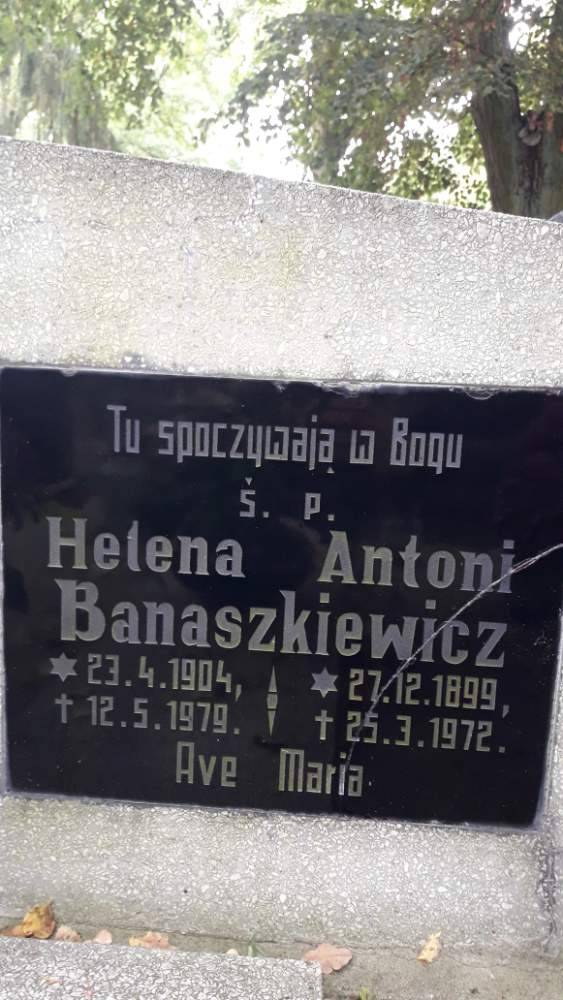 Tu spoczywają w Bogu
Ś. p.
Helena Antoni
Banaszkiewicz
23.4.1904, 27.12.1899,
† 12.5.1979. † 25.3.1972.
Ave Maria